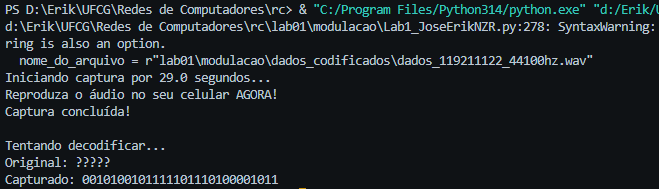 PS D:\Erik\UFCG\Redes de Computadores\rc> & "C:/Program Files/Python314/python.exe" "d:/Erik/U
d:\Erik\UFCG\Redes de Computadores\rc\lab01\modulacao\Lab1_JoseErikNZR.py:278: SyntaxWarning:
ring is also an option.
nome_do_arquivo = r"lab01\modulacao\dados_codificados\dados_119211122_44100hz.wav"
Iniciando captura por 29.0 segundos...
Reproduza o áudio no seu celular AGORA!
Captura concluída!
Tentando decodificar...
Original: ?????
Capturado: 0010100101111101110100001011